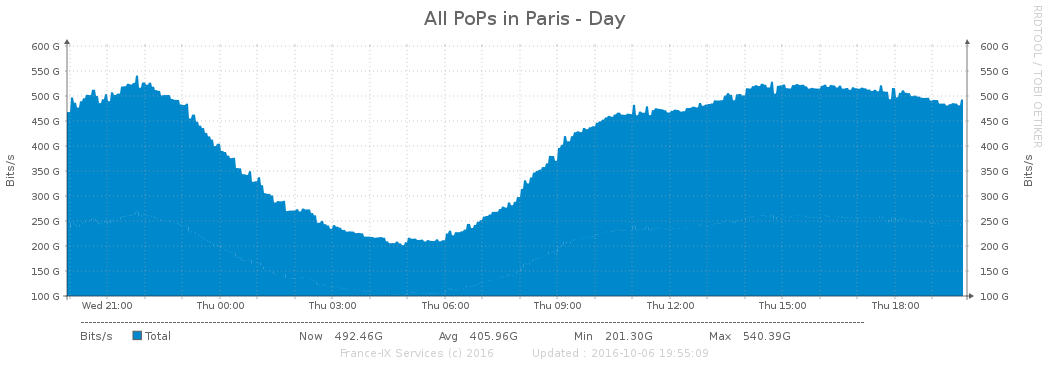 All PoPs in Paris - Day
RRDTOOL / TOBI OETIKER
600 G 600 G
550 G 550 G
500 G 500 G
450 G 450 G
400 G 400 G
350 G 350 G
300 G 300 G
250 G 250 G
200 G 200 G
150 G 150 G
100 G 100 G
Bits/s Bits/s
Wed 21:00 Thu 00:00 Thu 03:00 Thu 06:00 Thu 09:00 Thu 12:00 Thu 15:00 Thu 18:00
Bits/s Total Now 492.46G Avg 405.96G Min 201.30G Max 540.39G
France-IX Services (c) 2016 Updated : 2016-10-06 19:55:09